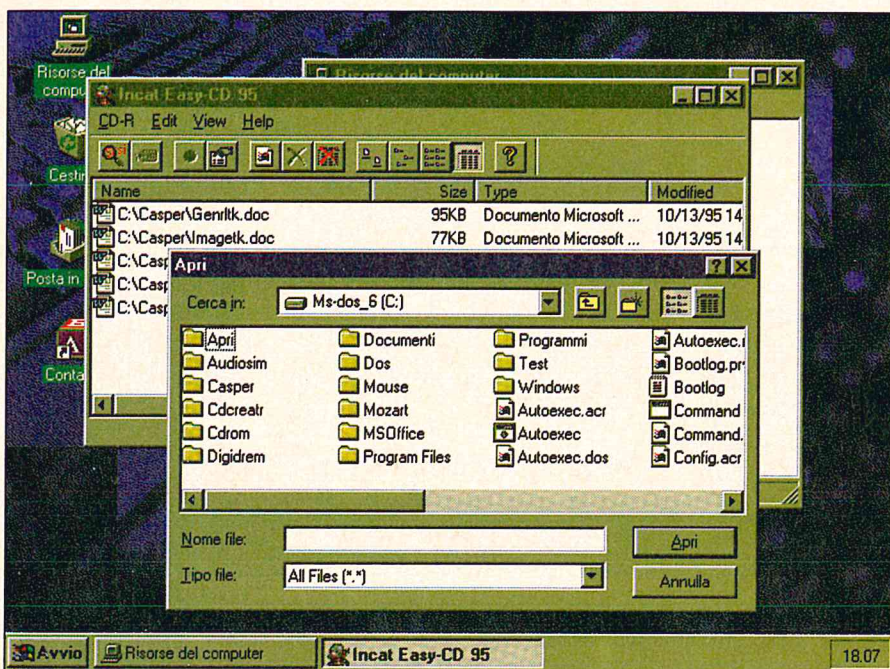 Risorse del
Risorse del computer
Incat Easy-CD 95
CD-R Edit View Help
Name Size Type Modified
C:\Casper\Genrltk.doc 95KB Documento Microsoft ... 10/13/95 14
C:\Casper\Imagetk.doc 77KB Documento Microsoft ... 10/13/95 14
C:\Casp
C:\Casp
C:\Casp
Posta in
Conta
Apri
Cerca in: Ms-dos_6 (C:)
Apri Documenti Programmi Autoexec.
Audiosim Dos Test Bootlog.pr
Casper Mouse Windows Bootlog
Cdcreatr Mozart Autoexec.acr Command
Cdrom MSOffice Autoexec Command.
Digidrem Program Files Autoexec.dos Config.acr
Nome file: Apri
Tipo file: All Files (*.*) Annulla
Avvio Risorse del computer Incat Easy-CD 95 18.07